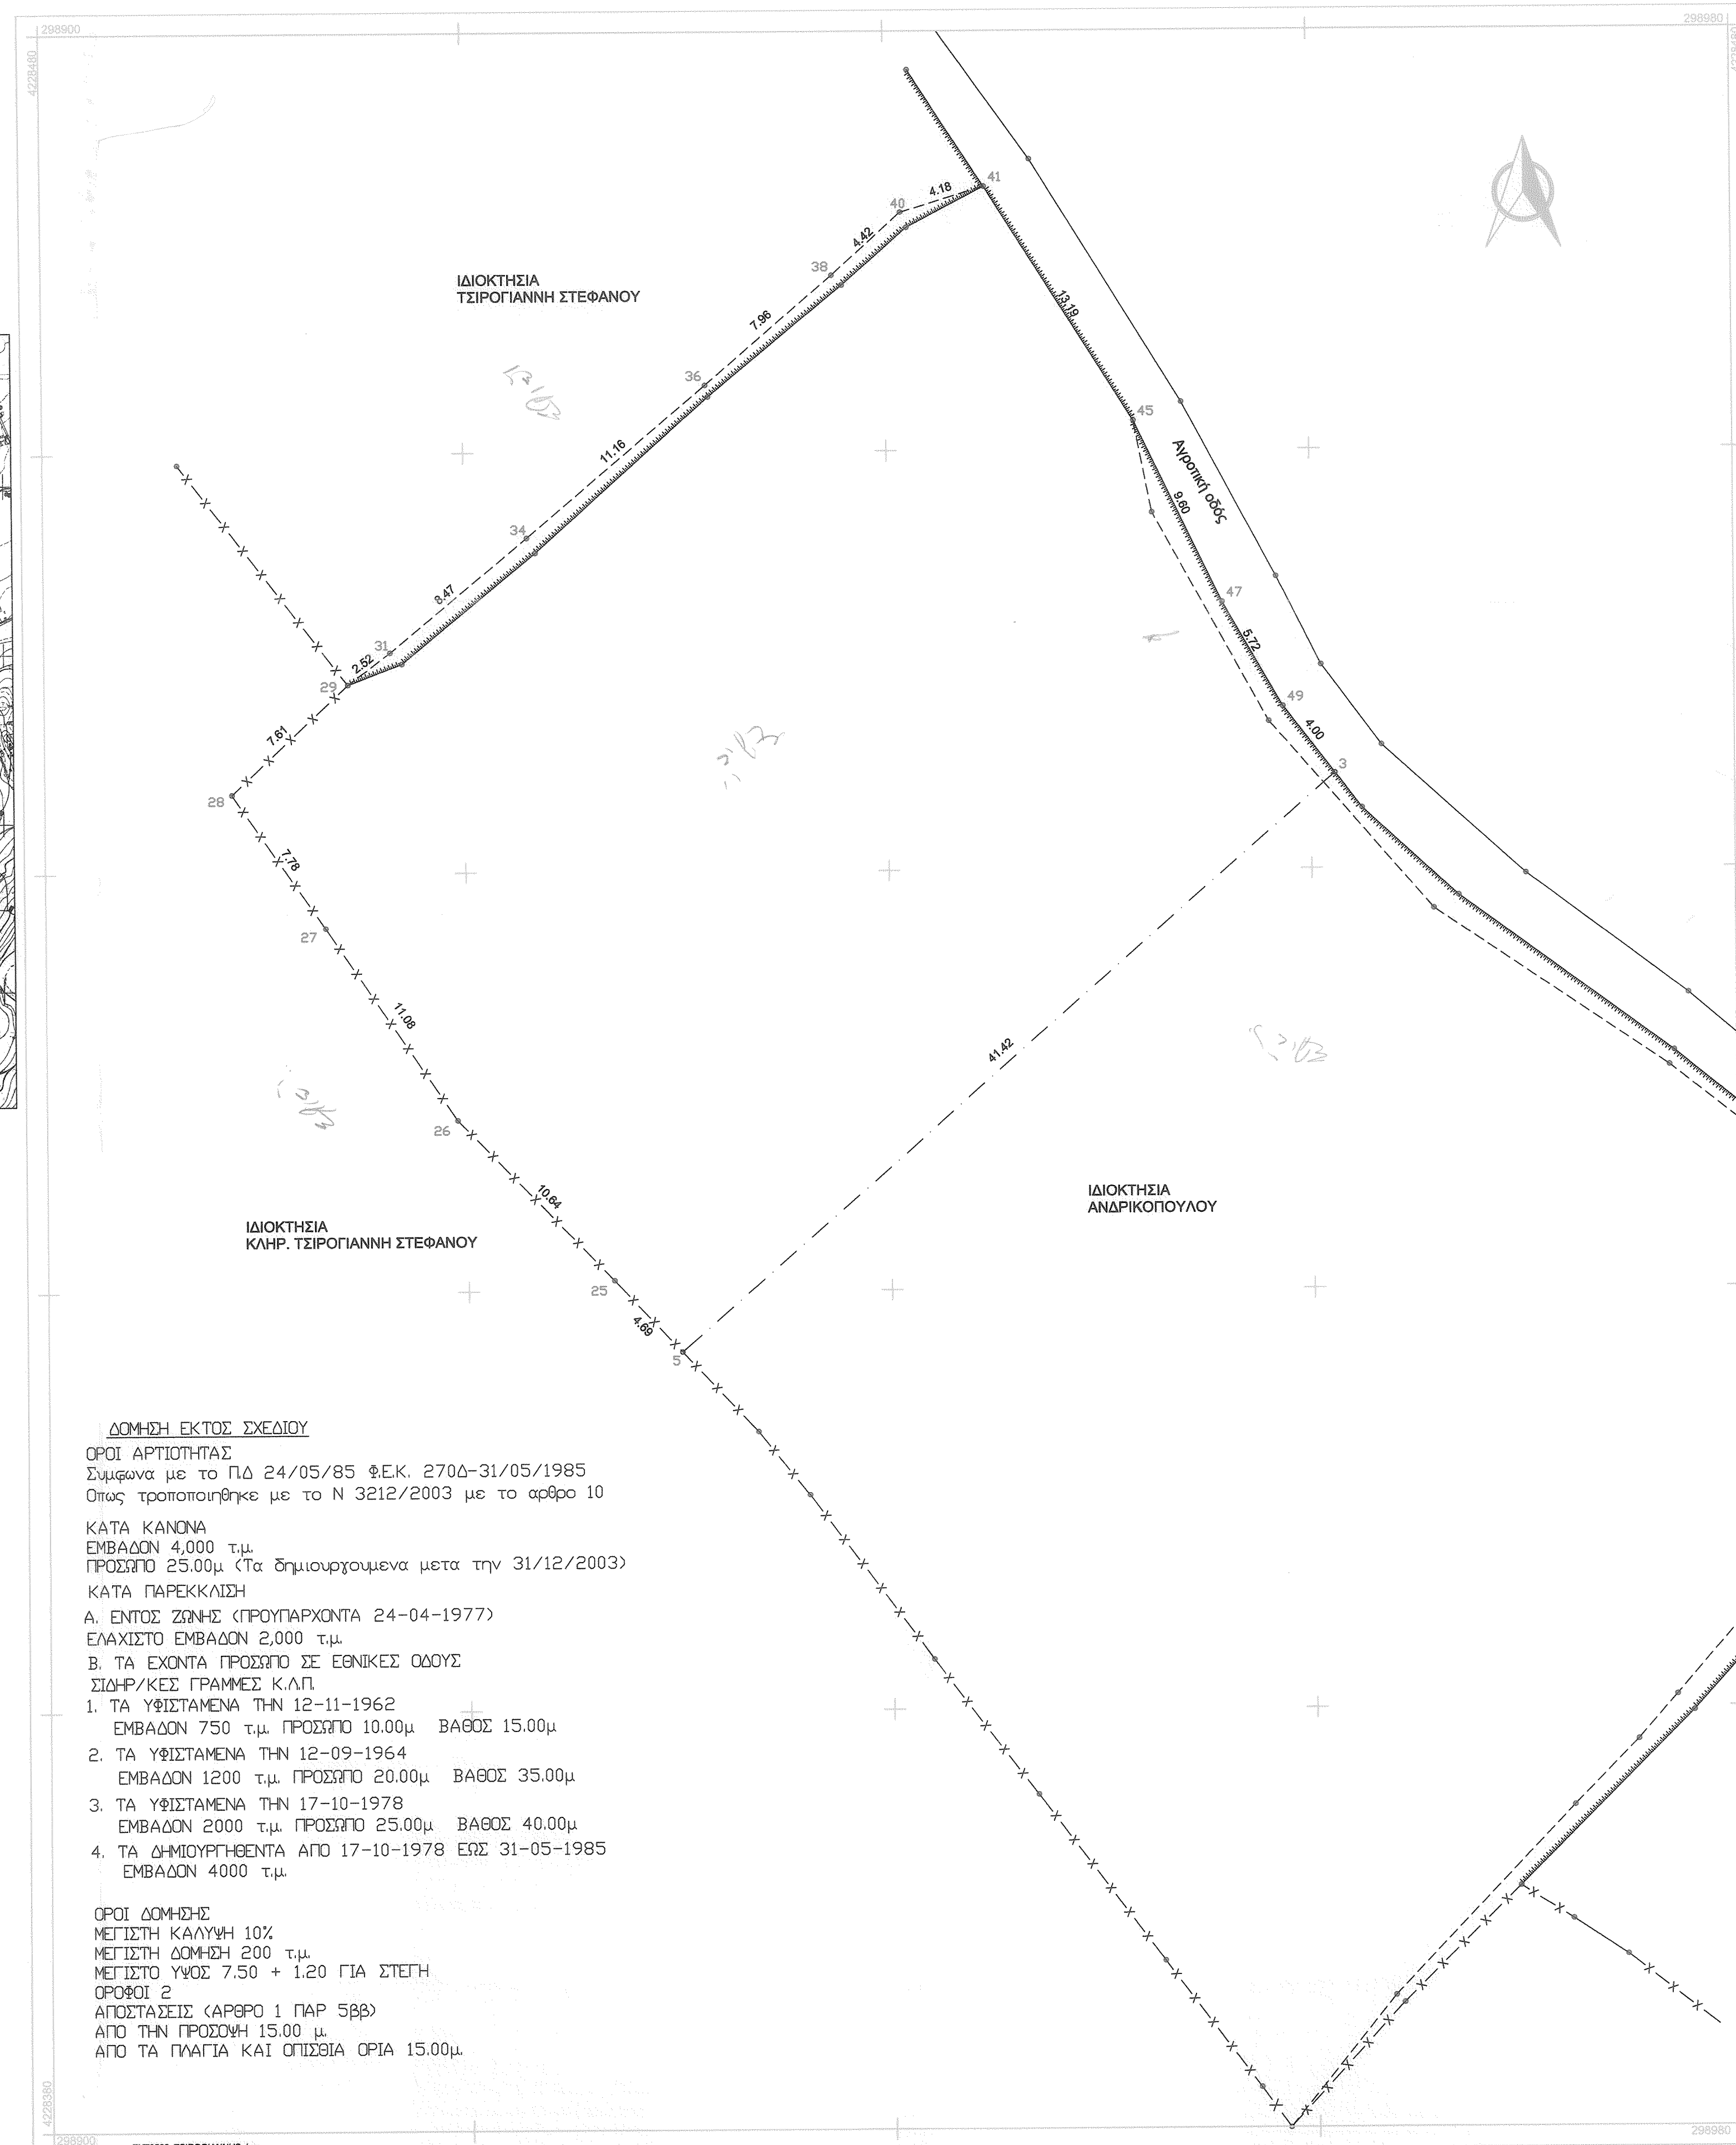 298900
298980
4228480
4228480
41
4.18
40
4.42
38
ΙΔΙΟΚΤΗΣΙΑ
ΤΣΙΡΟΓΙΑΝΝΗ ΣΤΕΦΑΝΟΥ
13.19
7.96
36
45
Αγροτική οδός
11.16
9.60
34
8.47
47
5.72
31
2.52
29
49
4.00
7.61
3
28
7.78
27
11.08
41.42
26
10.64
ΙΔΙΟΚΤΗΣΙΑ
ΑΝΔΡΙΚΟΠΟΥΛΟΥ
ΙΔΙΟΚΤΗΣΙΑ
ΚΛΗΡ. ΤΣΙΡΟΓΙΑΝΝΗ ΣΤΕΦΑΝΟΥ
25
4.69
5
ΔΟΜΗΣΗ ΕΚΤΟΣ ΣΧΕΔΙΟΥ
ΟΡΟΙ ΑΡΤΙΟΤΗΤΑΣ
Συμφωνα με το Π.Δ 24/05/85 Φ.Ε.Κ. 270Δ-31/05/1985
Οπως τροποποιηθηκε με το Ν 3212/2003 με το αρθρο 10
ΚΑΤΑ ΚΑΝΟΝΑ
ΕΜΒΑΔΟΝ 4,000 τ.μ.
ΠΡΟΣΩΠΟ 25.00μ (Τα δημιουργουμενα μετα την 31/12/2003)
ΚΑΤΑ ΠΑΡΕΚΚΛΙΣΗ
Α. ΕΝΤΟΣ ΖΩΝΗΣ (ΠΡΟΥΠΑΡΧΟΝΤΑ 24-04-1977)
ΕΛΑΧΙΣΤΟ ΕΜΒΑΔΟΝ 2,000 τ.μ.
Β. ΤΑ ΕΧΟΝΤΑ ΠΡΟΣΩΠΟ ΣΕ ΕΘΝΙΚΕΣ ΟΔΟΥΣ
ΣΙΔΗΡ/ΚΕΣ ΓΡΑΜΜΕΣ Κ.Λ.Π.
1. ΤΑ ΥΦΙΣΤΑΜΕΝΑ ΤΗΝ 12-11-1962
ΕΜΒΑΔΟΝ 750 τ.μ. ΠΡΟΣΩΠΟ 10.00μ ΒΑΘΟΣ 15.00μ
2. ΤΑ ΥΦΙΣΤΑΜΕΝΑ ΤΗΝ 12-09-1964
ΕΜΒΑΔΟΝ 1200 τ.μ. ΠΡΟΣΩΠΟ 20.00μ ΒΑΘΟΣ 35.00μ
3. ΤΑ ΥΦΙΣΤΑΜΕΝΑ ΤΗΝ 17-10-1978
ΕΜΒΑΔΟΝ 2000 τ.μ. ΠΡΟΣΩΠΟ 25.00μ ΒΑΘΟΣ 40.00μ
4. ΤΑ ΔΗΜΙΟΥΡΓΗΘΕΝΤΑ ΑΠΟ 17-10-1978 ΕΩΣ 31-05-1985
ΕΜΒΑΔΟΝ 4000 τ.μ.
ΟΡΟΙ ΔΟΜΗΣΗΣ
ΜΕΓΙΣΤΗ ΚΑΛΥΨΗ 10%
ΜΕΓΙΣΤΗ ΔΟΜΗΣΗ 200 τ.μ.
ΜΕΓΙΣΤΟ ΥΨΟΣ 7.50 + 1.20 ΓΙΑ ΣΤΕΓΗ
ΟΡΟΦΟΙ 2
ΑΠΟΣΤΑΣΕΙΣ (ΑΡΘΡΟ 1 ΠΑΡ 5ββ)
ΑΠΟ ΤΗΝ ΠΡΟΣΟΨΗ 15.00 μ.
ΑΠΟ ΤΑ ΠΛΑΓΙΑ ΚΑΙ ΟΠΙΣΘΙΑ ΟΡΙΑ 15.00μ.
4228380
298900
298980